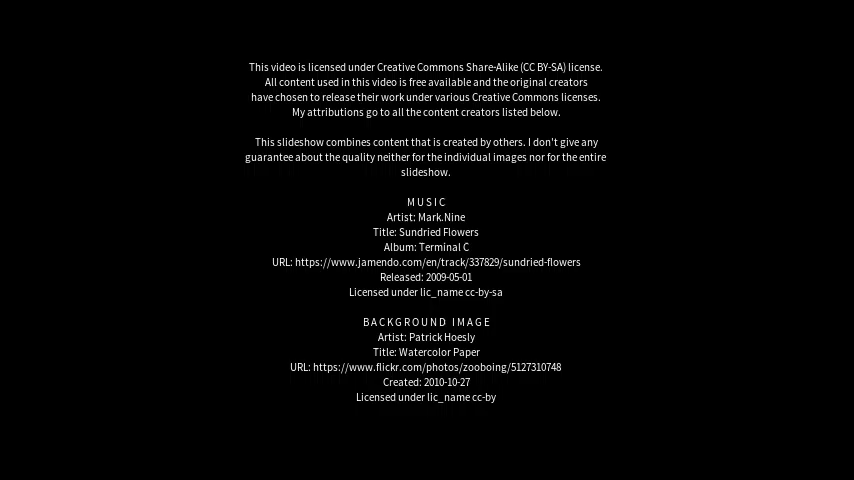 This video is licensed under Creative Commons Share-Alike (CC BY-SA) license.
All content used in this video is free available and the original creators
have chosen to release their work under various Creative Commons licenses.
My attributions go to all the content creators listed below.
This slideshow combines content that is created by others. I don't give any
guarantee about the quality neither for the individual images nor for the entire
slideshow.
M U S I C
Artist: Mark.Nine
Title: Sundried Flowers
Album: Terminal C
URL: https://www.jamendo.com/en/track/337829/sundried-flowers
Released: 2009-05-01
Licensed under lic_name cc-by-sa
B A C K G R O U N D   I M A G E
Artist: Patrick Hoesly
Title: Watercolor Paper
URL: https://www.flickr.com/photos/zooboing/5127310748
Created: 2010-10-27
Licensed under lic_name cc-by